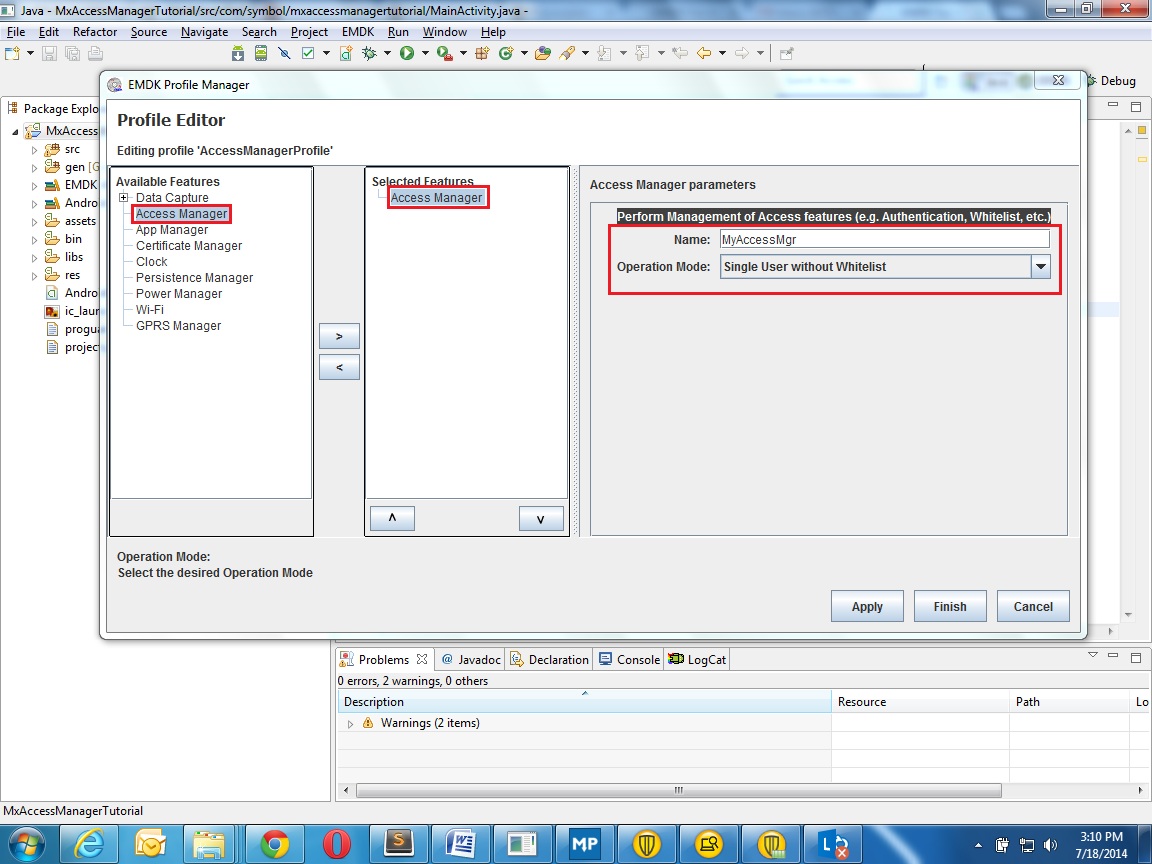 Java - MxAccessManagerTutorial/src/com/symbol/mxaccessmanagertutorial/MainActivity.java -
File Edit Refactor Source Navigate Search Project EMDK Run Window Help
Debug
Package Explo
MxAccess
src
gen [G
EMDK
Andro
assets
bin
libs
res
Andro
ic_laun
progua
project
EMDK Profile Manager
Profile Editor
Editing profile 'AccessManagerProfile'
Available Features
Data Capture
Access Manager
App Manager
Certificate Manager
Clock
Persistence Manager
Power Manager
Wi-Fi
GPRS Manager
>
<
Selected Features
Access Manager
^
v
Access Manager parameters
Perform Management of Access features (e.g. Authentication, Whitelist, etc.)
Name: MyAccessMgr
Operation Mode: Single User without Whitelist
Operation Mode:
Select the desired Operation Mode
Apply Finish Cancel
Problems @ Javadoc Declaration Console LogCat
0 errors, 2 warnings, 0 others
Description Resource Path Lo
Warnings (2 items)
MxAccessManagerTutorial
MP
3:10 PM
7/18/2014